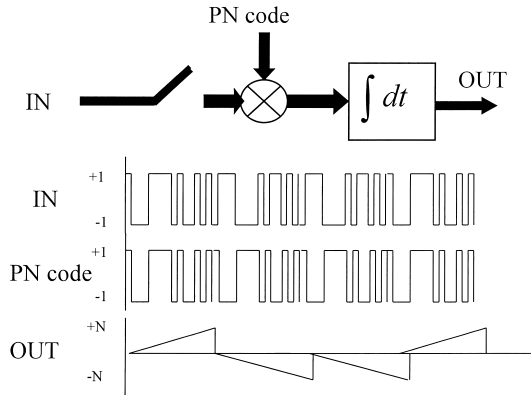 PN code
IN
∫ dt
OUT
IN
+1
-1
PN code
+1
-1
OUT
+N
-N